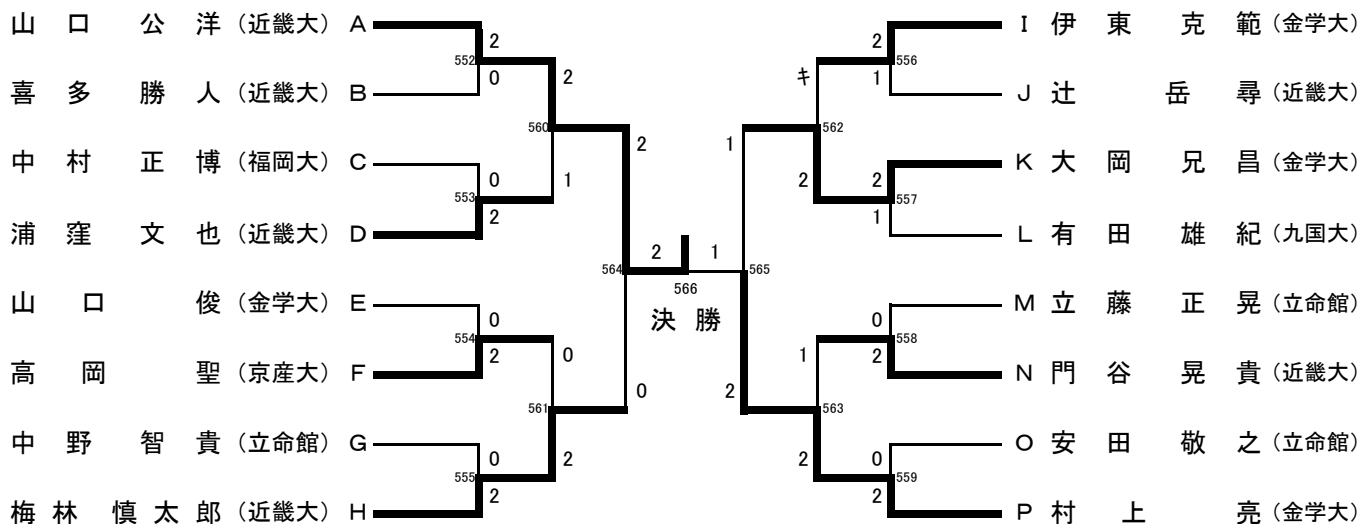 山口 公洋 (近畿大) A 2 2 I 伊東克範 (金学大)
552 556
喜多勝人 (近畿大) B 0 2 キ 1 J 辻 岳尋 (近畿大)
560 562
中村正博 (福岡大) C 0 2 1 2 K 大岡兄昌 (金学大)
553 1 2 557
浦窪文也 (近畿大) D 2 1 L 有田雄紀 (九国大)
2 1
564 566 565
山口 俊 (金学大) E 0 決勝 0 M 立藤正晃 (立命館)
554 0 1 558
高岡 聖 (京産大) F 2 2 N 門谷晃貴 (近畿大)
561 0 2 563
中野智貴 (立命館) G 0 2 2 0 O 安田敬之 (立命館)
555 559
梅林慎太郎 (近畿大) H 2 2 P 村上 亮 (金学大)